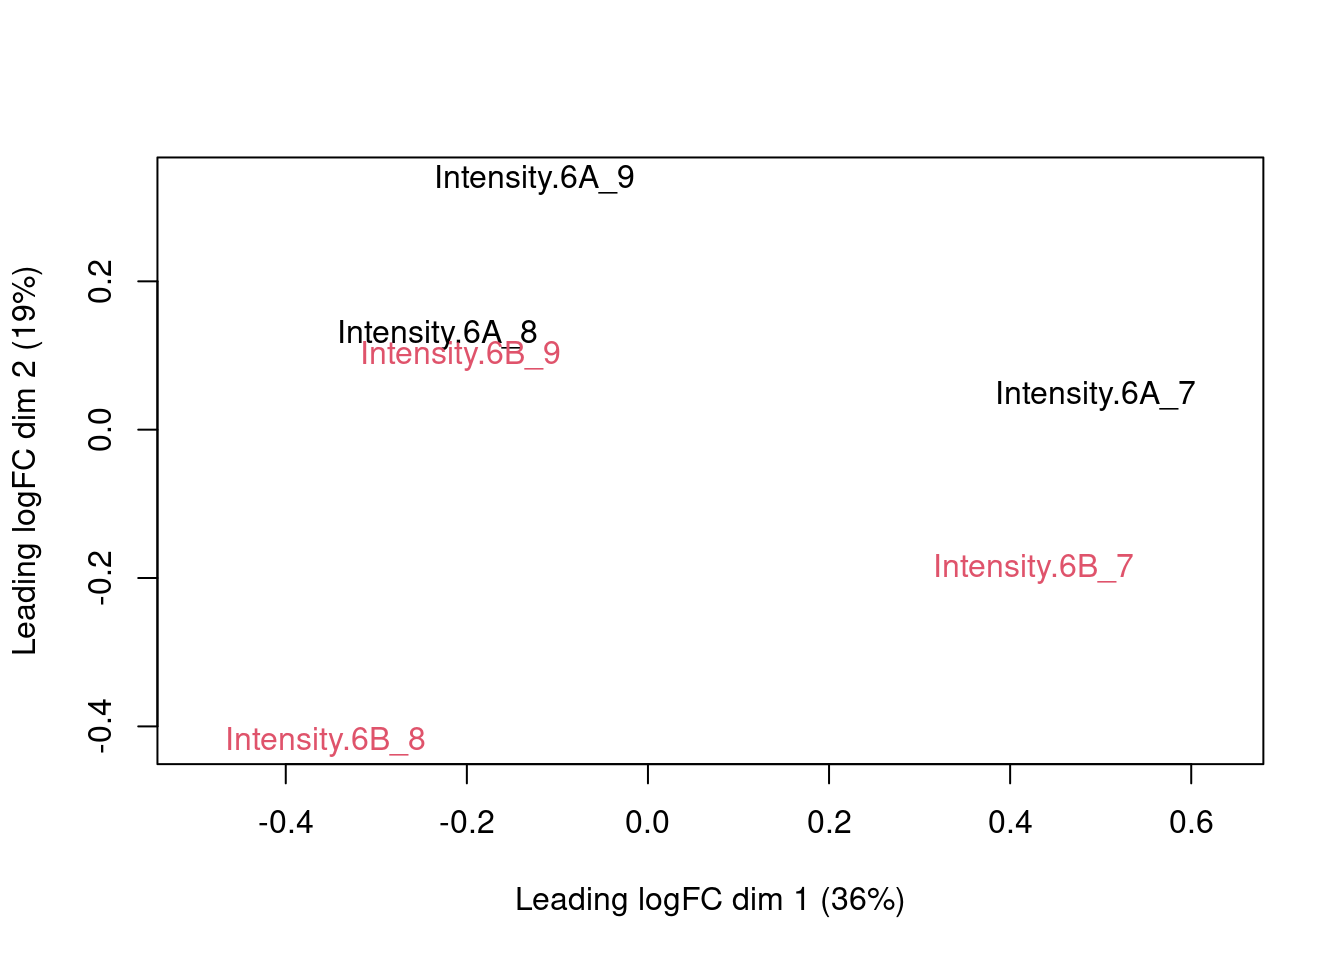 Intensity.6A_9
Intensity.6A_8
Intensity.6B_9
Intensity.6A_7
Intensity.6B_7
Intensity.6B_8
Leading logFC dim 2 (19%)
0.2
0.0
-0.2
-0.4
-0.4
-0.2
0.0
0.2
0.4
0.6
Leading logFC dim 1 (36%)